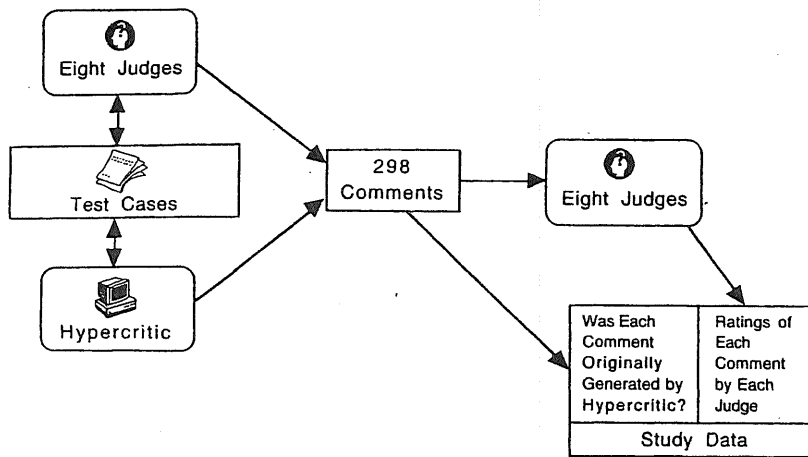 Eight Judges
Test Cases
Hypercritic
298
Comments
Eight Judges
Was Each
Comment
Originally
Generated by
Hypercritic?
Ratings of
Each
Comment
by Each
Judge
Study Data